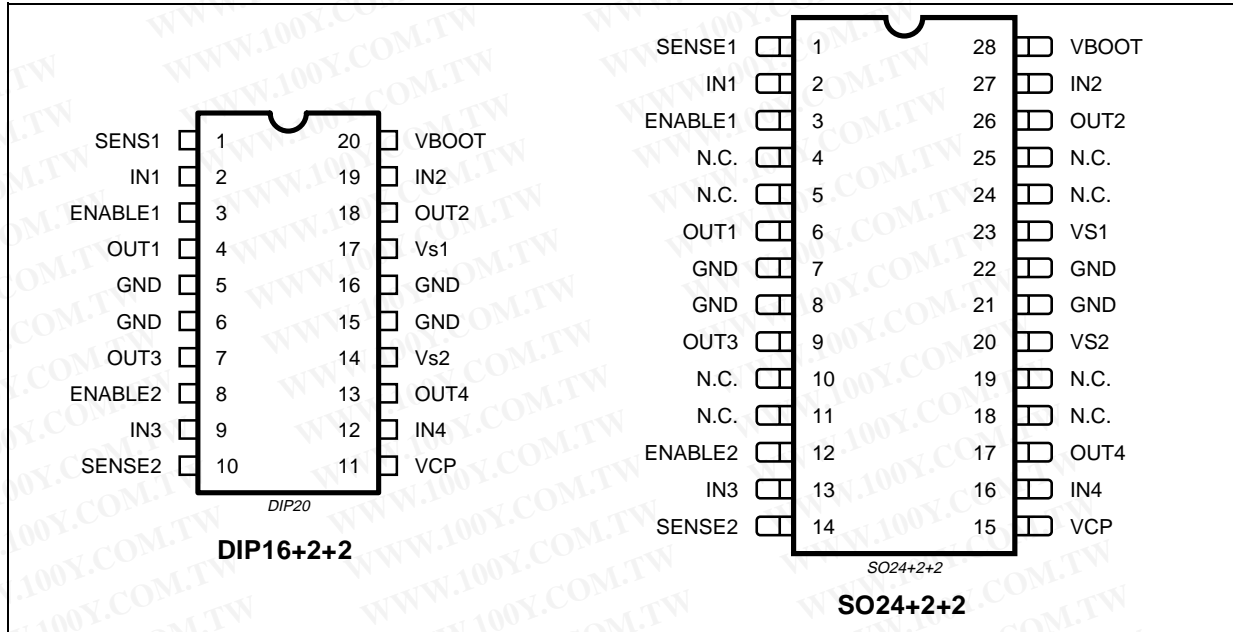 SENS1 1 20 VBOOT
IN1 2 19 IN2
ENABLE1 3 18 OUT2
OUT1 4 17 Vs1
GND 5 16 GND
GND 6 15 GND
OUT3 7 14 Vs2
ENABLE2 8 13 OUT4
IN3 9 12 IN4
SENSE2 10 11 VCP
DIP20
DIP16+2+2
SENSE1 1 28 VBOOT
IN1 2 27 IN2
ENABLE1 3 26 OUT2
N.C. 4 25 N.C.
N.C. 5 24 N.C.
OUT1 6 23 VS1
GND 7 22 GND
GND 8 21 GND
OUT3 9 20 VS2
N.C. 10 19 N.C.
N.C. 11 18 N.C.
ENABLE2 12 17 OUT4
IN3 13 16 IN4
SENSE2 14 15 VCP
SO24+2+2
SO24+2+2
WWW.100Y.COM.TW